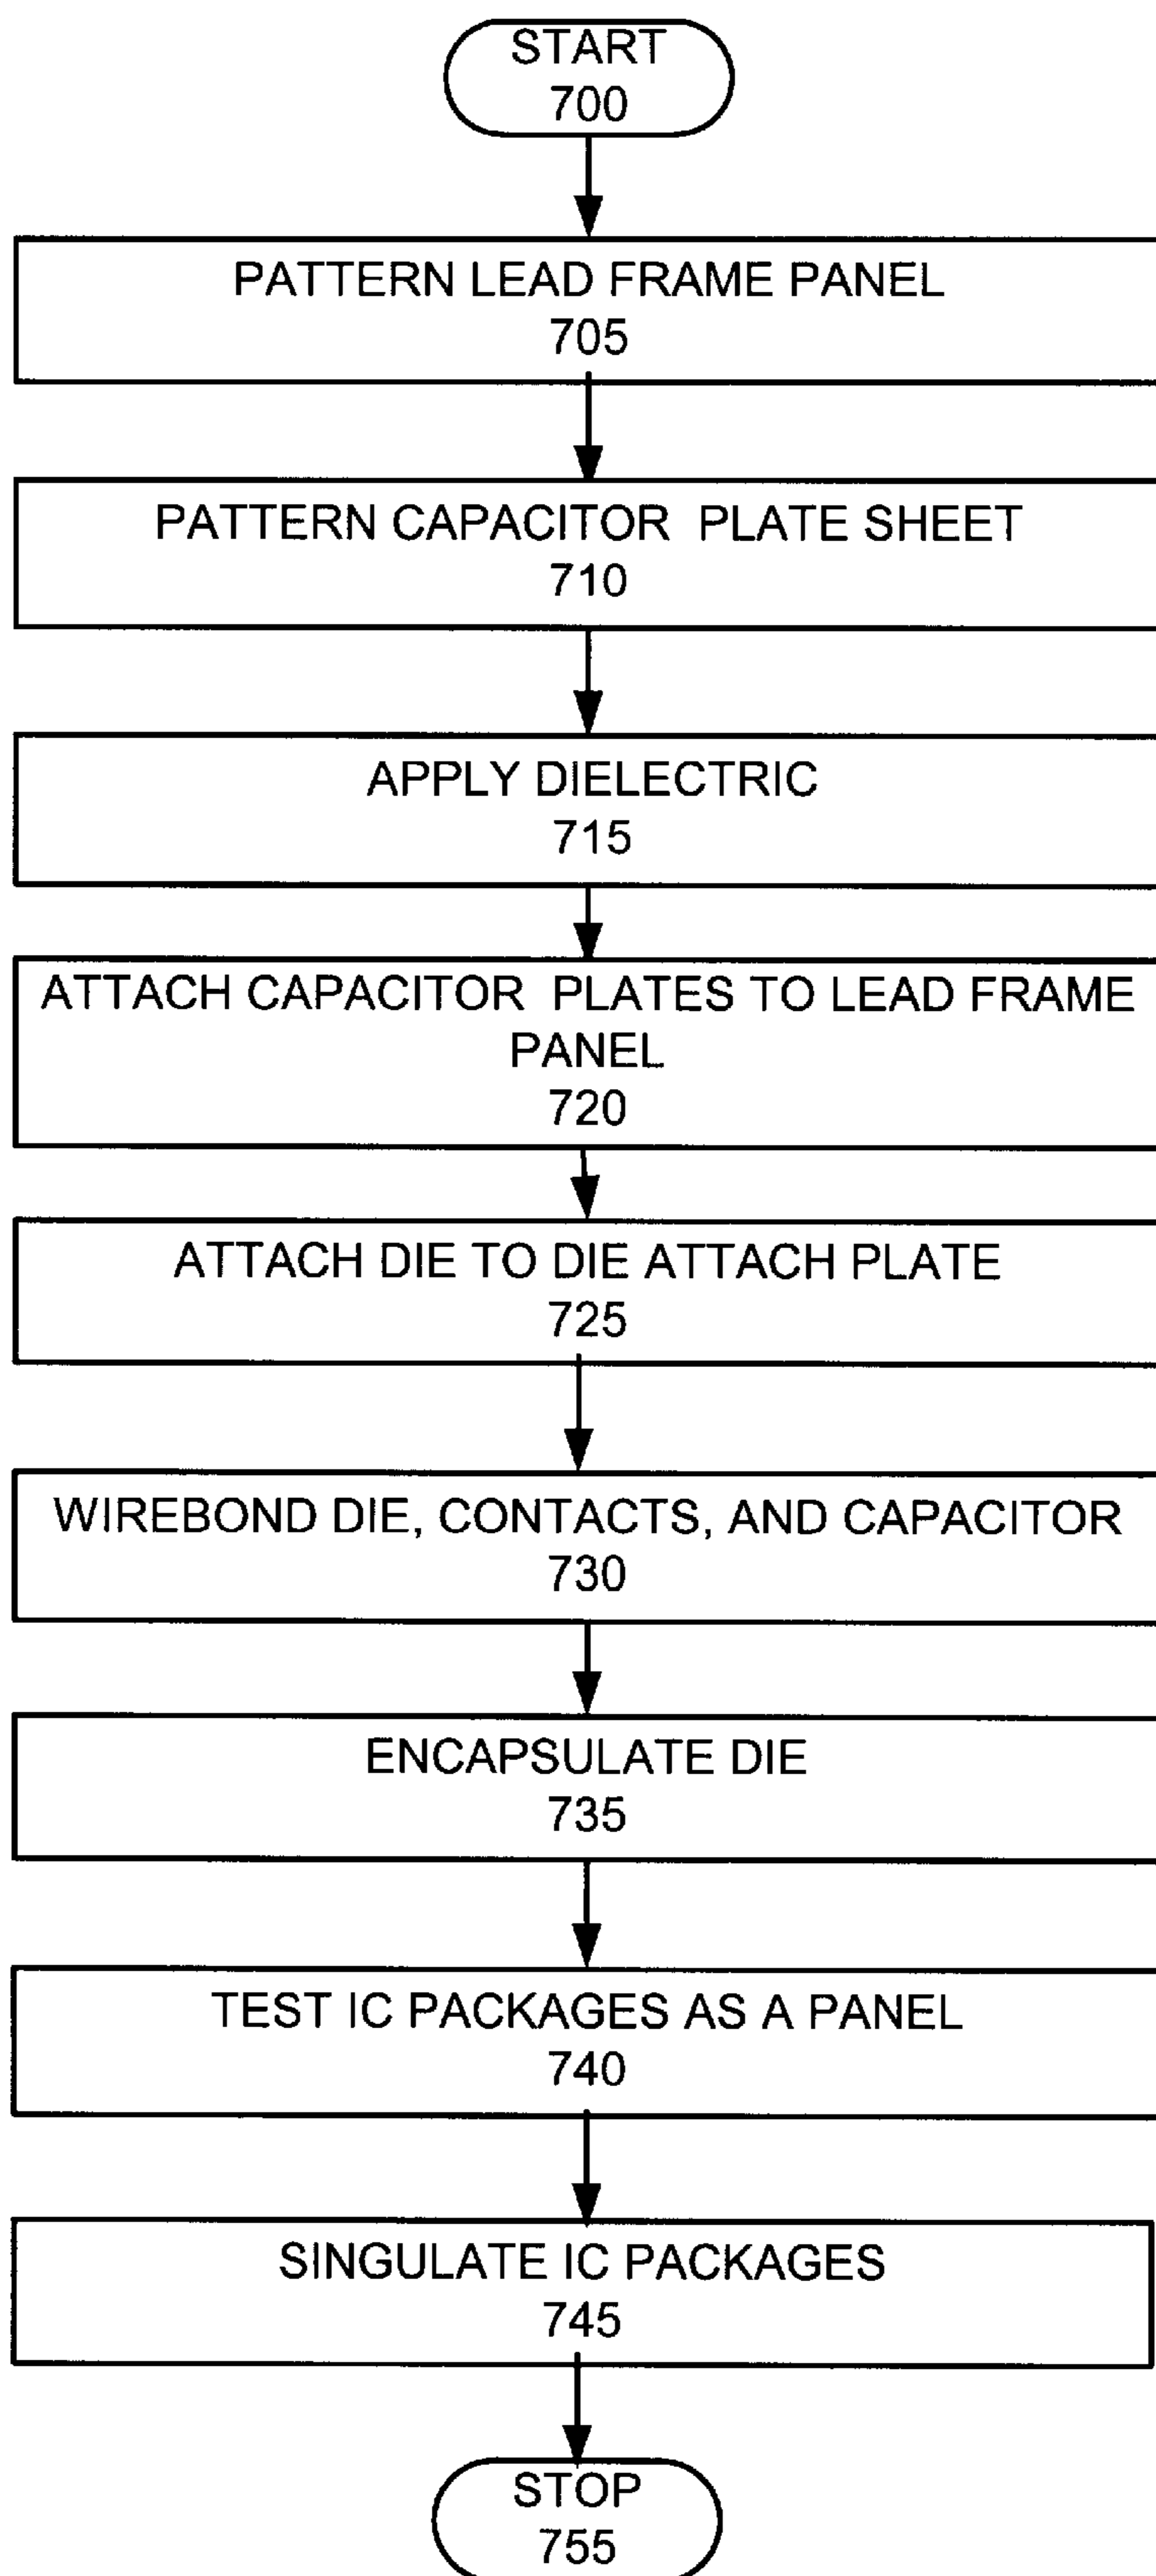 START
700
PATTERN LEAD FRAME PANEL
705
PATTERN CAPACITOR PLATE SHEET
710
APPLY DIELECTRIC
715
ATTACH CAPACITOR PLATES TO LEAD FRAME
PANEL
720
ATTACH DIE TO DIE ATTACH PLATE
725
WIREBOND DIE, CONTACTS, AND CAPACITOR
730
ENCAPSULATE DIE
735
TEST IC PACKAGES AS A PANEL
740
SINGULATE IC PACKAGES
745
STOP
755